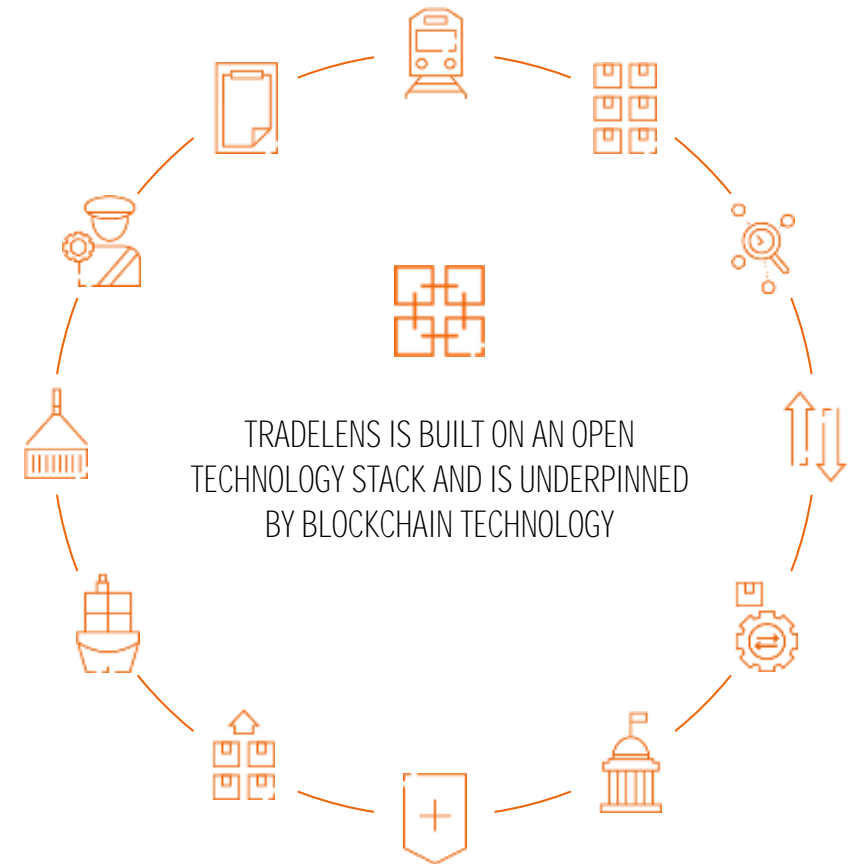 TRADELENS IS BUILT ON AN OPEN
TECHNOLOGY STACK AND IS UNDERPINNED
BY BLOCKCHAIN TECHNOLOGY